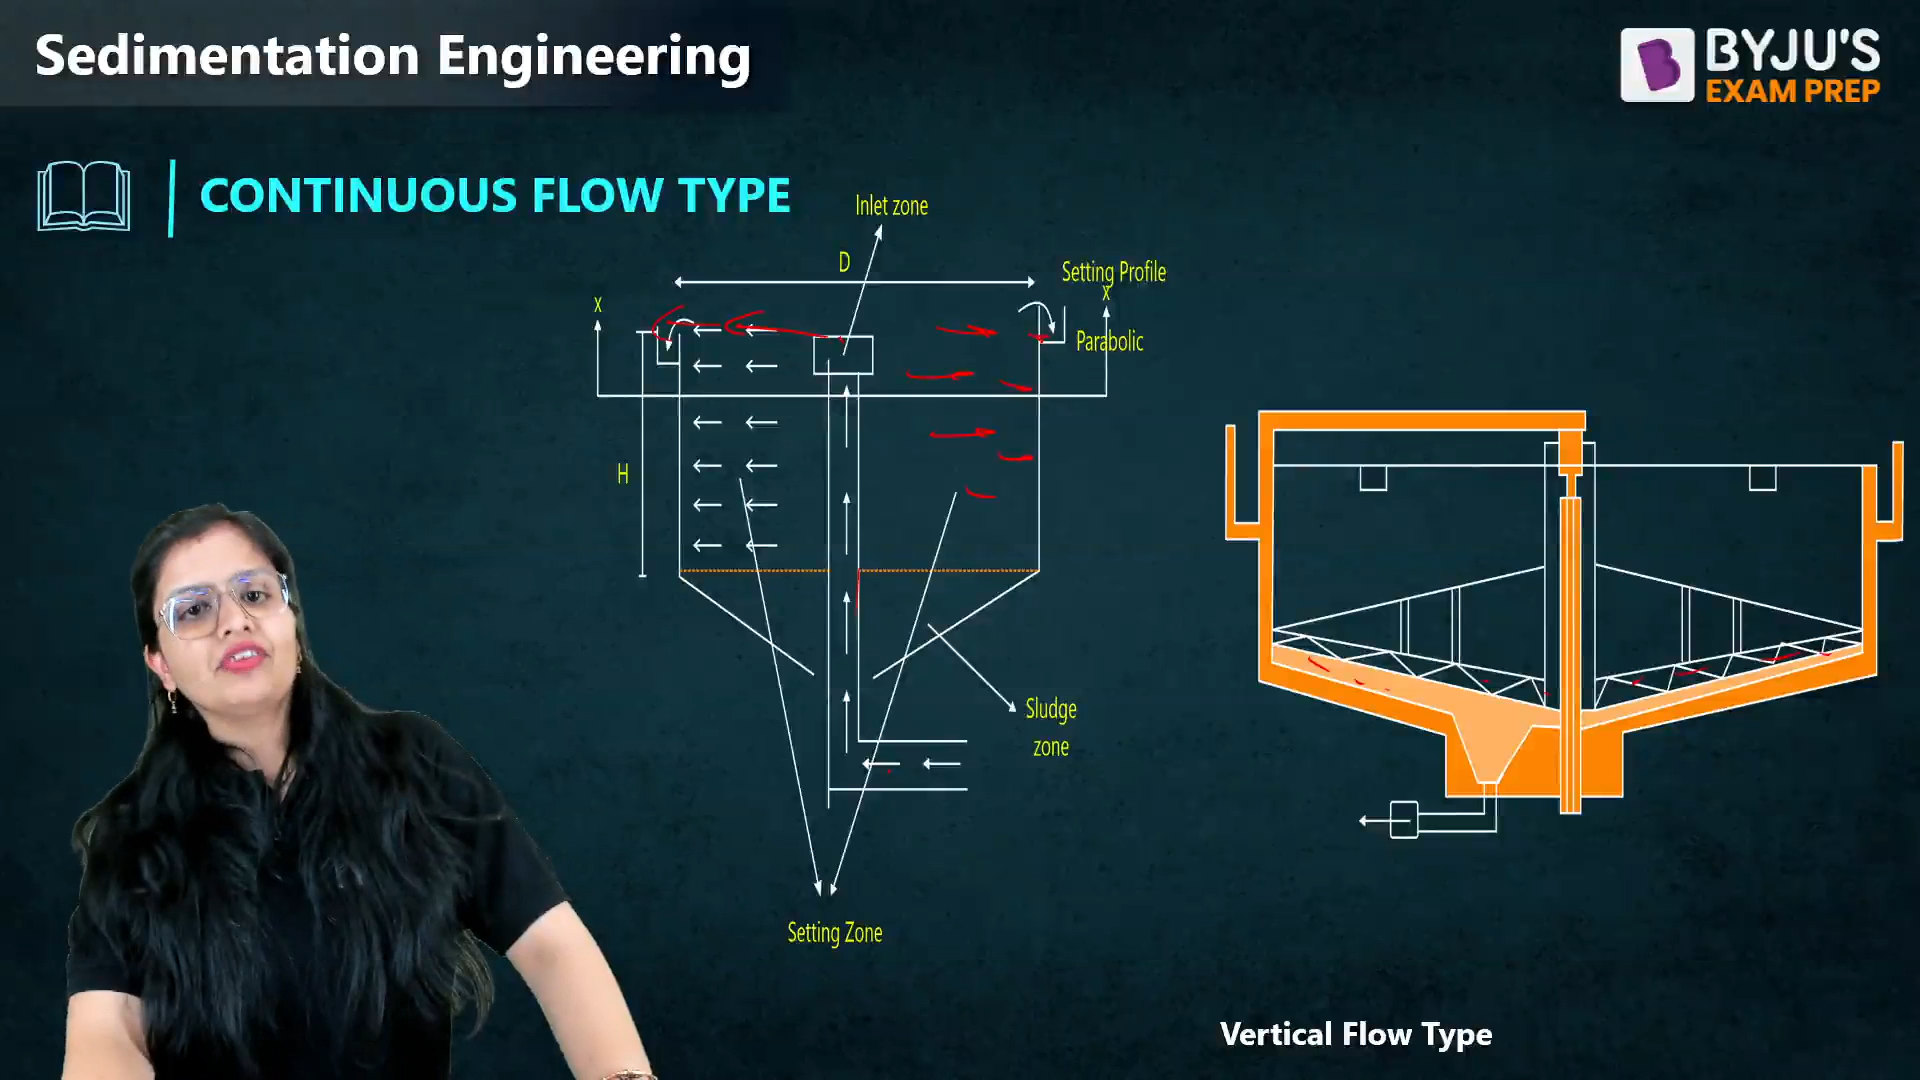 Sedimentation Engineering
BYJU'S
EXAM PREP
CONTINUOUS FLOW TYPE
Inlet zone
D
Setting Profile
x
x
Parabolic
H
Sludge
zone
Setting Zone
Vertical Flow Type